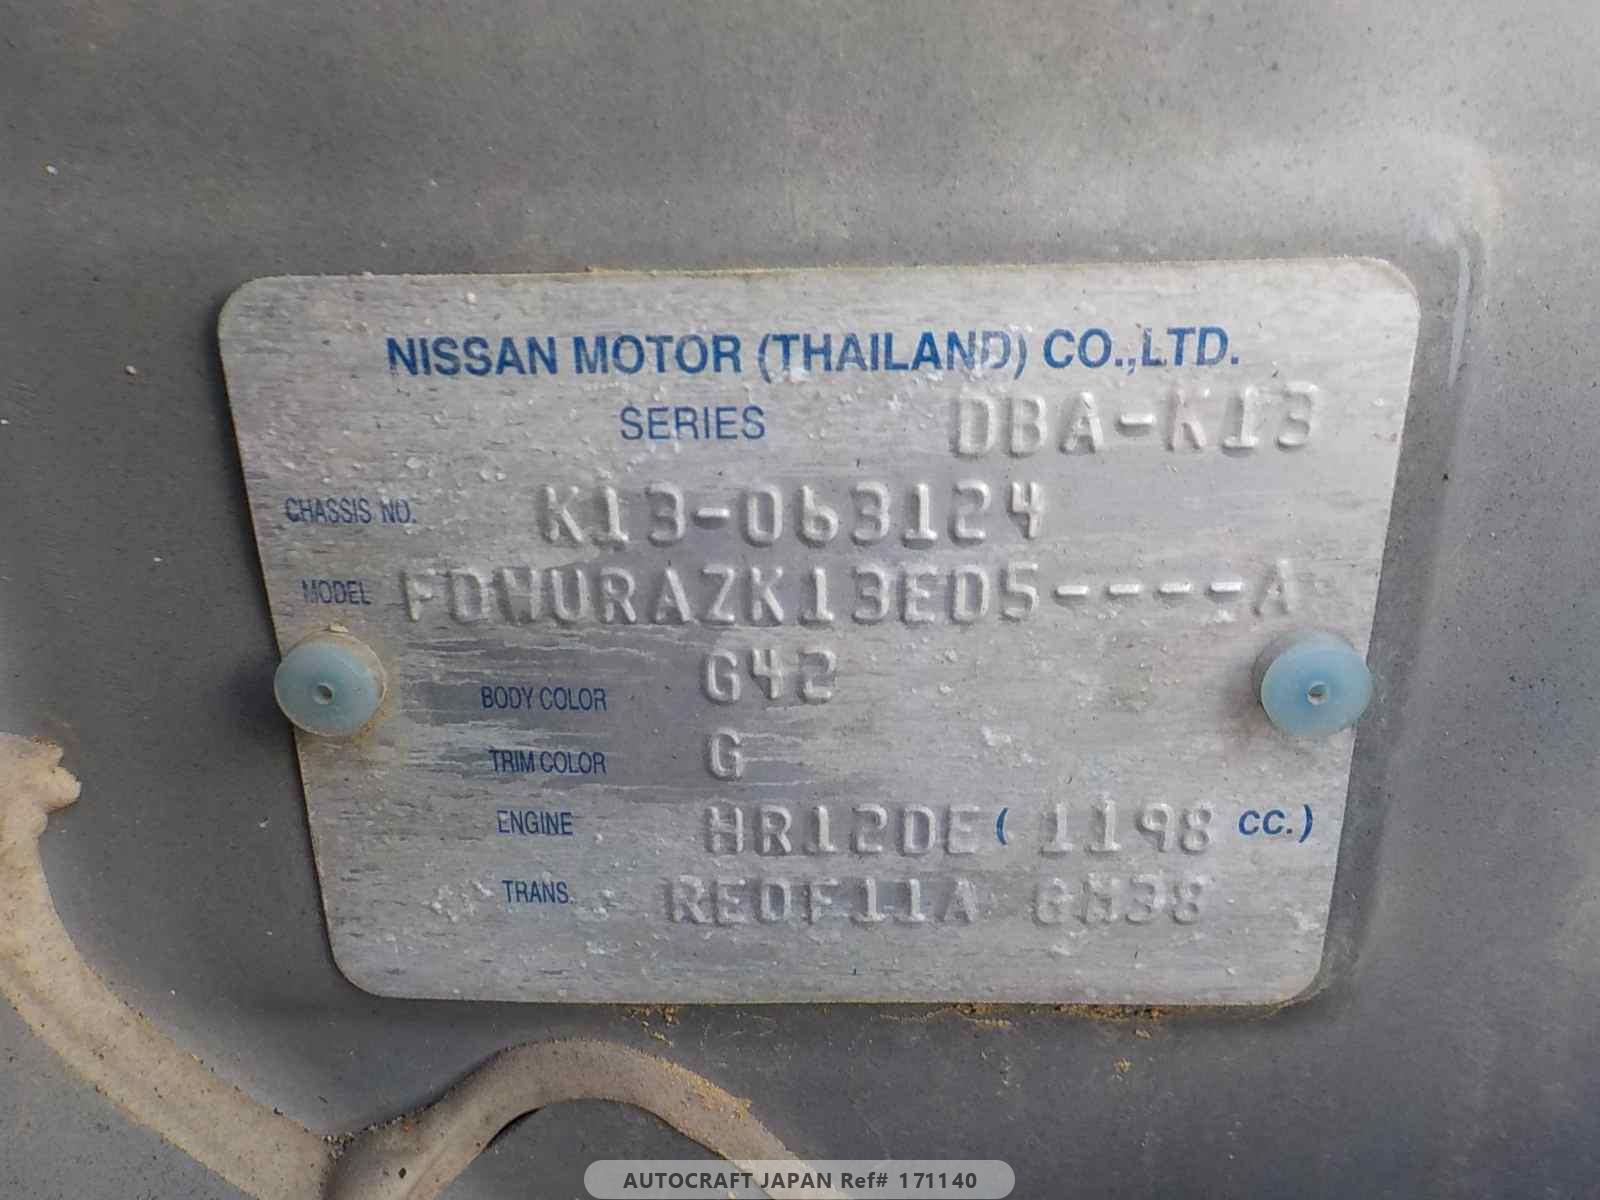 NISSAN MOTOR (THAILAND) CO.,LTD.
SERIES DBA-K13
CHASSIS NO. K13-063124
MODEL FDWURAZK13ED5----A
BODY COLOR G42
TRIM COLOR G
ENGINE HR12DE ( 1198 CC.)
TRANS. RE0F11A GH38
AUTOCRAFT JAPAN Ref# 171140